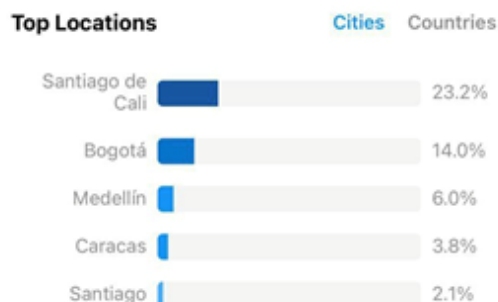 Top Locations Cities Countries
Santiago de
Cali 23.2%
Bogotá 14.0%
Medellín 6.0%
Caracas 3.8%
Santiago 2.1%